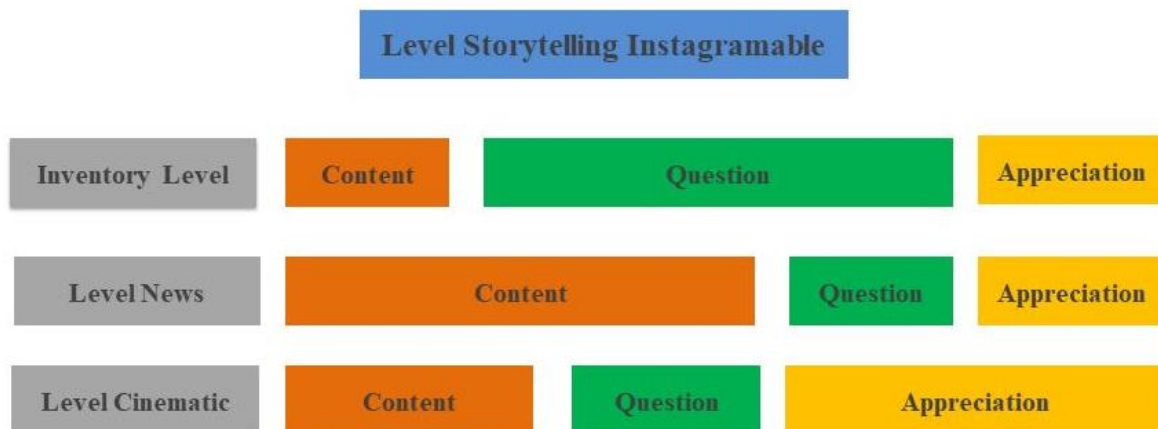 Level Storytelling Instagramable
Inventory Level Content Question Appreciation
Level News Content Question Appreciation
Level Cinematic Content Question Appreciation